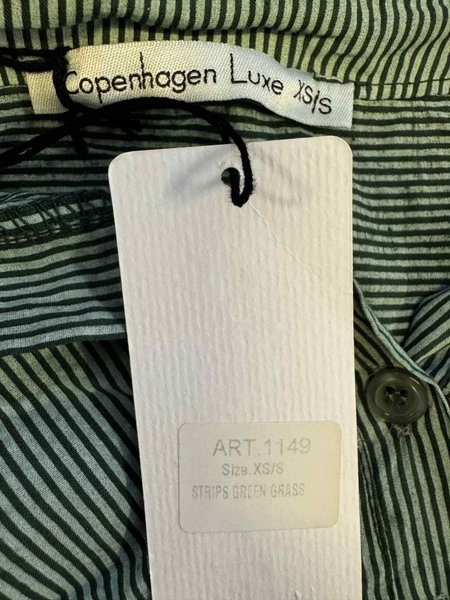 Copenhagen Luxe XS/S
ART.1149
Size.XS/S
STRIPS GREEN GRASS